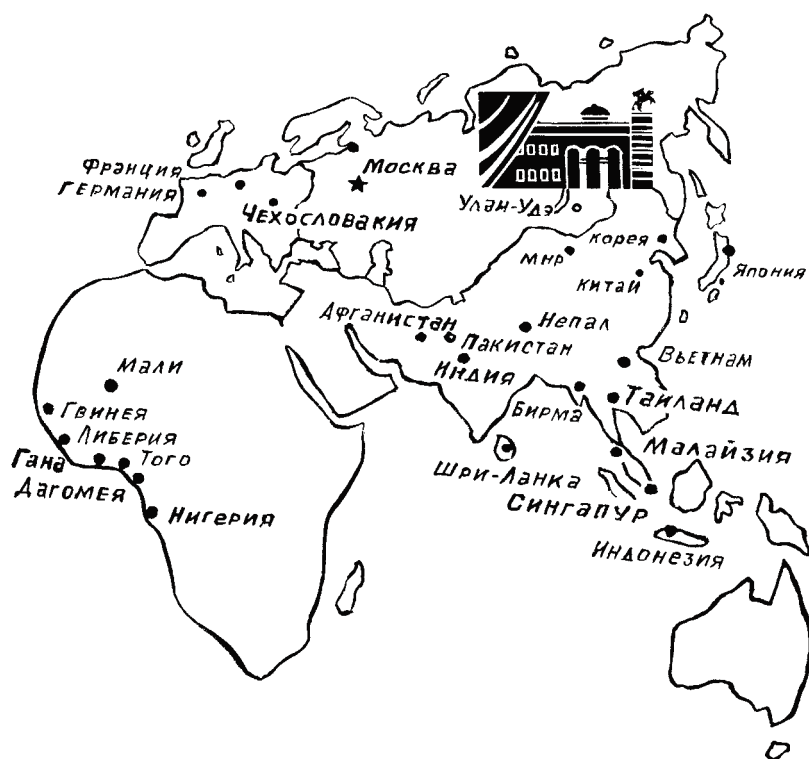 Франция
Германия
Москва
Чехословакия
Улан-Удэ
МНР
Корея
Япония
Китай
Афганистан
Непал
Пакистан
Индия
Вьетнам
Бирма
Таиланд
Мали
Гвинея
Либерия
Гана
Того
Дагомея
Нигерия
Шри-Ланка
Малайзия
Сингапур
Индонезия